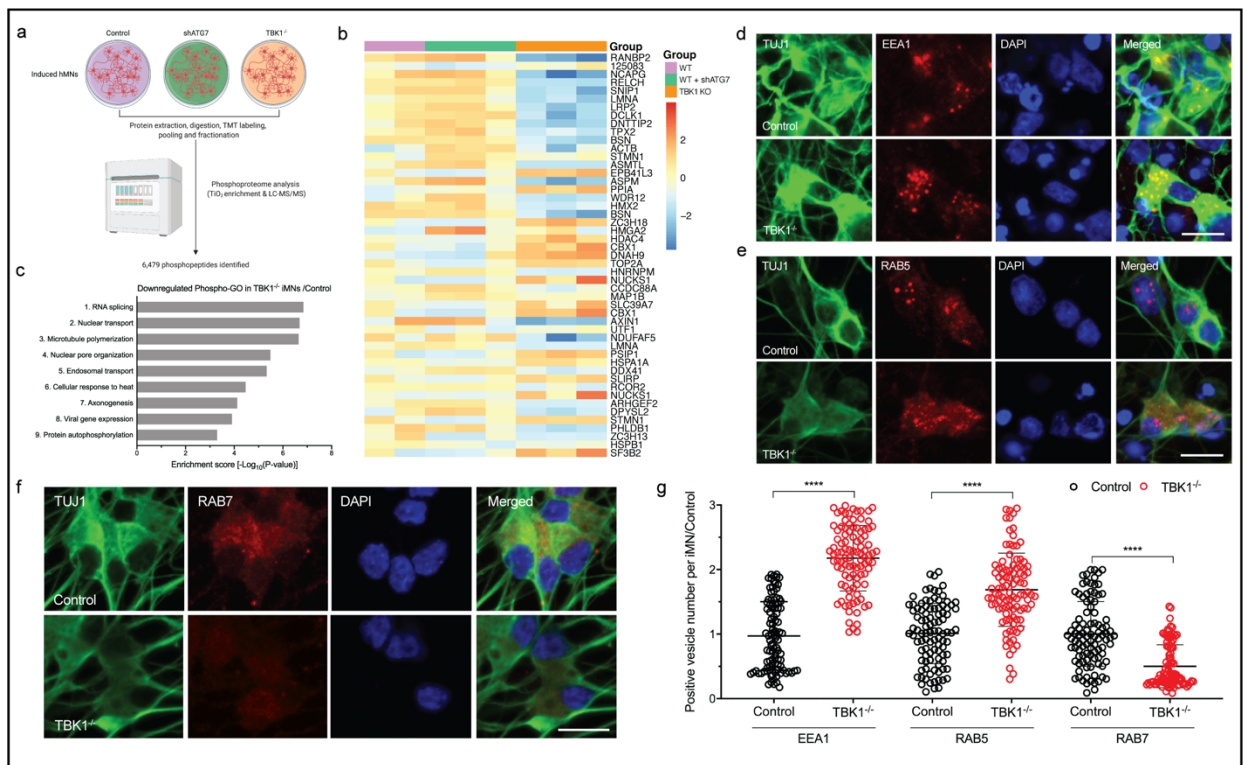 a
Control
shATG7
TBK1-/-
Induced hMNs
Protein extraction, digestion, TMT labeling,
pooling and fractionation
Phosphoproteome analysis
(TiO2 enrichment & LC-MS/MS)
6,479 phosphopeptides identified
b
Group
RANBP2
125083
NCAPG
RELCH
SNIP1
LMNA
LRP2
DCLK1
DNTTIP2
TPX2
BSN
ACTB
STMN1
ASMTL
EPB41L3
ASPM
PPIA
WDR12
HMX2
BSN
ZC3H18
HMGA2
HDAC4
CBX1
DNAH9
TOP2A
HNRNPM
NUCKS1
CCDC88A
MAP1B
SLC39A7
CBX1
AXIN1
UTF1
NDUFAF5
LMNA
PSIP1
HSPA1A
DDX41
SLIRP
RCOR2
NUCKS1
ARHGEF2
DPYSL2
STMN1
PHLDB1
ZC3H13
HSPB1
SF3B2
Group
WT
WT + shATG7
TBK1 KO
2
0
−2
c
Downregulated Phospho-GO in TBK1-/- iMNs /Control
1. RNA splicing
2. Nuclear transport
3. Microtubule polymerization
4. Nuclear pore organization
5. Endosomal transport
6. Cellular response to heat
7. Axonogenesis
8. Viral gene expression
9. Protein autophosphorylation
0 2 4 6 8
Enrichment score [-Log10(P-value)]
d
TUJ1 EEA1 DAPI Merged
Control
TBK1-/-
e
TUJ1 RAB5 DAPI Merged
Control
TBK1-/-
f
TUJ1 RAB7 DAPI Merged
Control
TBK1-/-
g
Control TBK1-/-
**** **** ****
Positive vesicle number per iMN/Control
3
2
1
0
Control TBK1-/- Control TBK1-/- Control TBK1-/-
EEA1 RAB5 RAB7